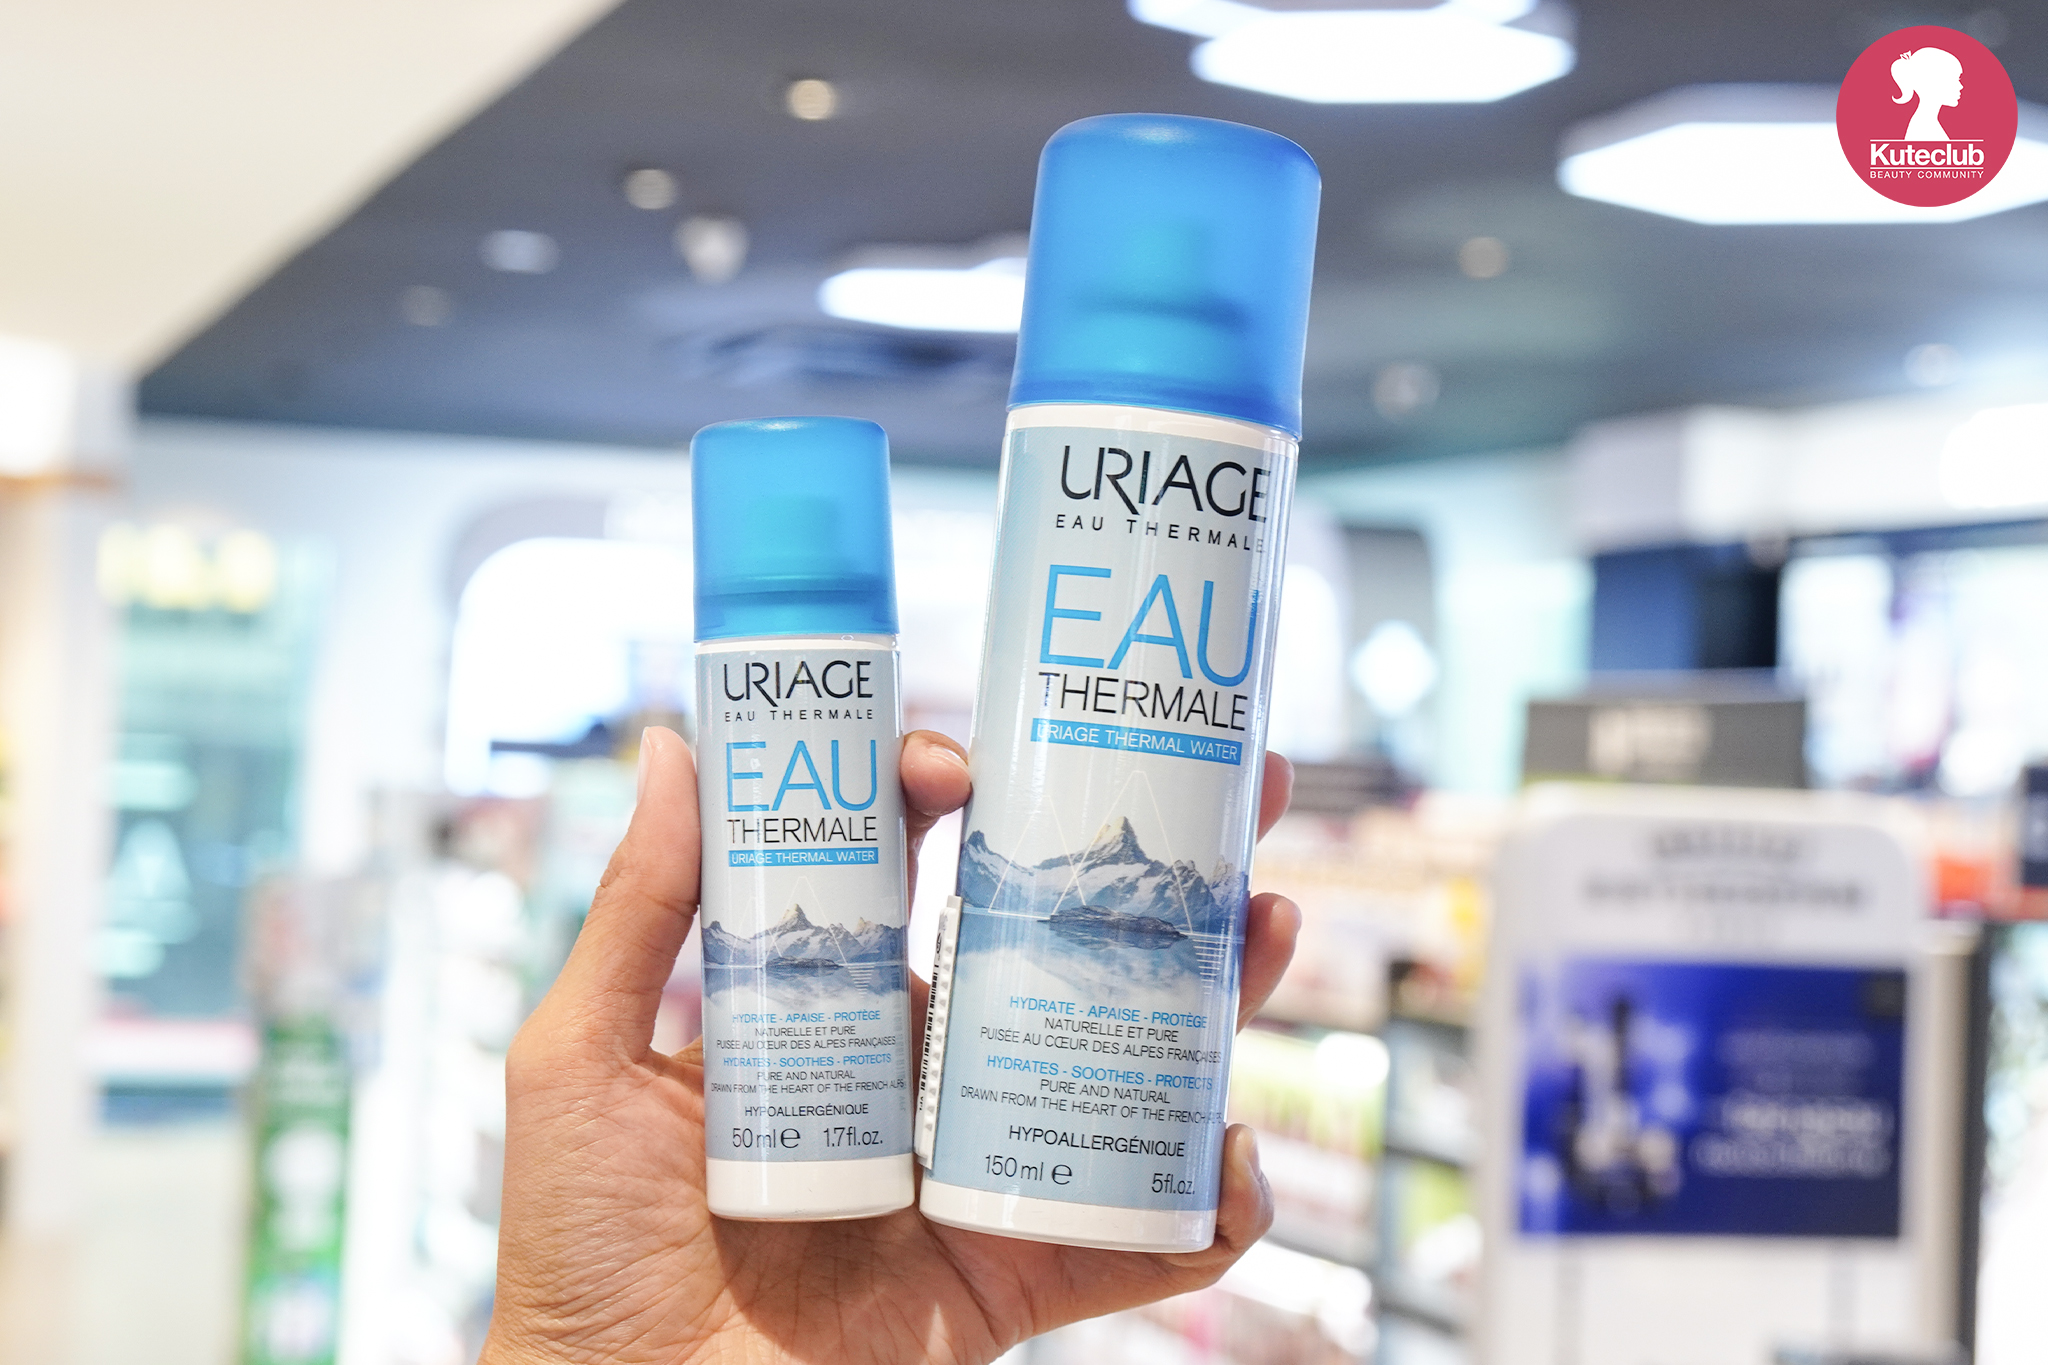 Kuteclub
BEAUTY COMMUNITY
URIAGE
EAU THERMALE
EAU
THERMALE
URIAGE THERMAL WATER
HYDRATE - APAISE - PROTÈGE
NATURELLE ET PURE
PUISÉE AU CŒUR DES ALPES FRANÇAISES
HYDRATES - SOOTHES - PROTECTS
PURE AND NATURAL
DRAWN FROM THE HEART OF THE FRENCH ALPS
HYPOALLERGÉNIQUE
50 ml e 1.7fl.oz.
URIAGE
EAU THERMALE
EAU
THERMALE
URIAGE THERMAL WATER
HYDRATE - APAISE - PROTÈGE
NATURELLE ET PURE
PUISÉE AU CŒUR DES ALPES FRANÇAISES
HYDRATES - SOOTHES - PROTECTS
PURE AND NATURAL
DRAWN FROM THE HEART OF THE FRENCH ALPS
HYPOALLERGÉNIQUE
150 ml e 5fl.oz.